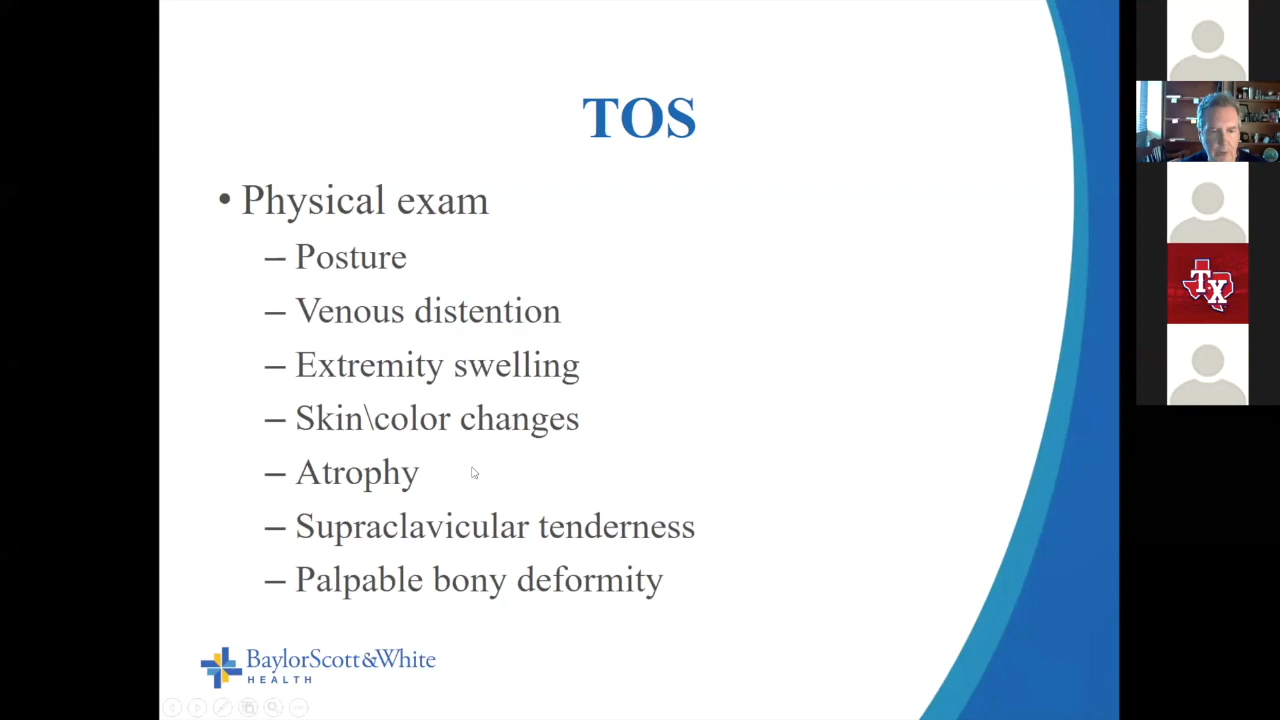 TOS
• Physical exam
– Posture
– Venous distention
– Extremity swelling
– Skin\color changes
– Atrophy
– Supraclavicular tenderness
– Palpable bony deformity
BaylorScott&White
HEALTH
TX